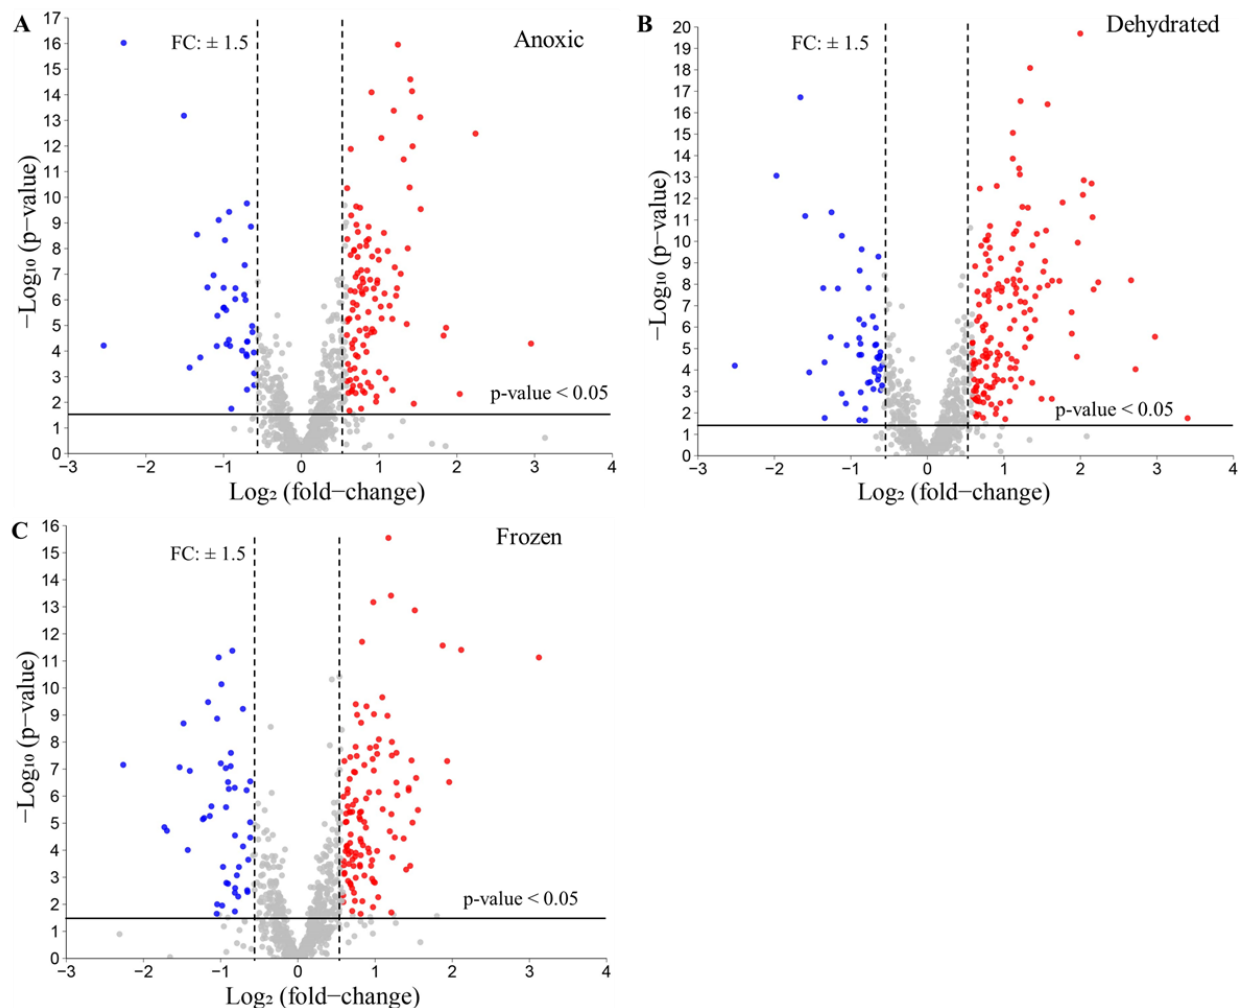 A
Anoxic
FC: ± 1.5
17
16
15
14
13
12
11
10
9
8
7
6
5
4
3
2
1
0
−Log₁₀ (p−value)
p-value < 0.05
−3 −2 −1 0 1 2 3 4
Log₂ (fold−change)
B
Dehydrated
FC: ± 1.5
20
19
18
17
16
15
14
13
12
11
10
9
8
7
6
5
4
3
2
1
0
−Log₁₀ (p−value)
p-value < 0.05
−3 −2 −1 0 1 2 3 4
Log₂ (fold−change)
C
Frozen
FC: ± 1.5
16
15
14
13
12
11
10
9
8
7
6
5
4
3
2
1
0
−Log₁₀ (p−value)
p-value < 0.05
−3 −2 −1 0 1 2 3 4
Log₂ (fold−change)